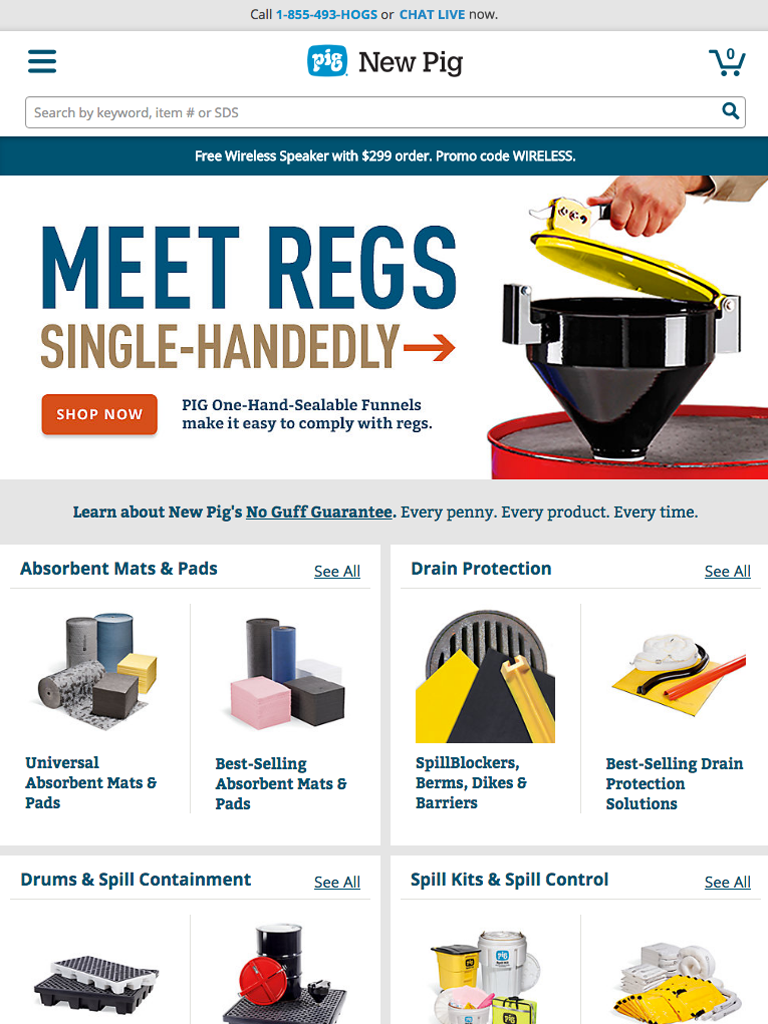 Call 1-855-493-HOGS or CHAT LIVE now.
pig New Pig
0
Search by keyword, item # or SDS
Free Wireless Speaker with $299 order. Promo code WIRELESS.
MEET REGS
SINGLE-HANDEDLY
SHOP NOW
PIG One-Hand-Sealable Funnels
make it easy to comply with regs.
Learn about New Pig's No Guff Guarantee. Every penny. Every product. Every time.
Absorbent Mats & Pads
See All
Universal
Absorbent Mats &
Pads
Best-Selling
Absorbent Mats &
Pads
Drain Protection
See All
SpillBlockers,
Berms, Dikes &
Barriers
Best-Selling Drain
Protection
Solutions
Drums & Spill Containment
See All
Spill Kits & Spill Control
See All
pig
pig